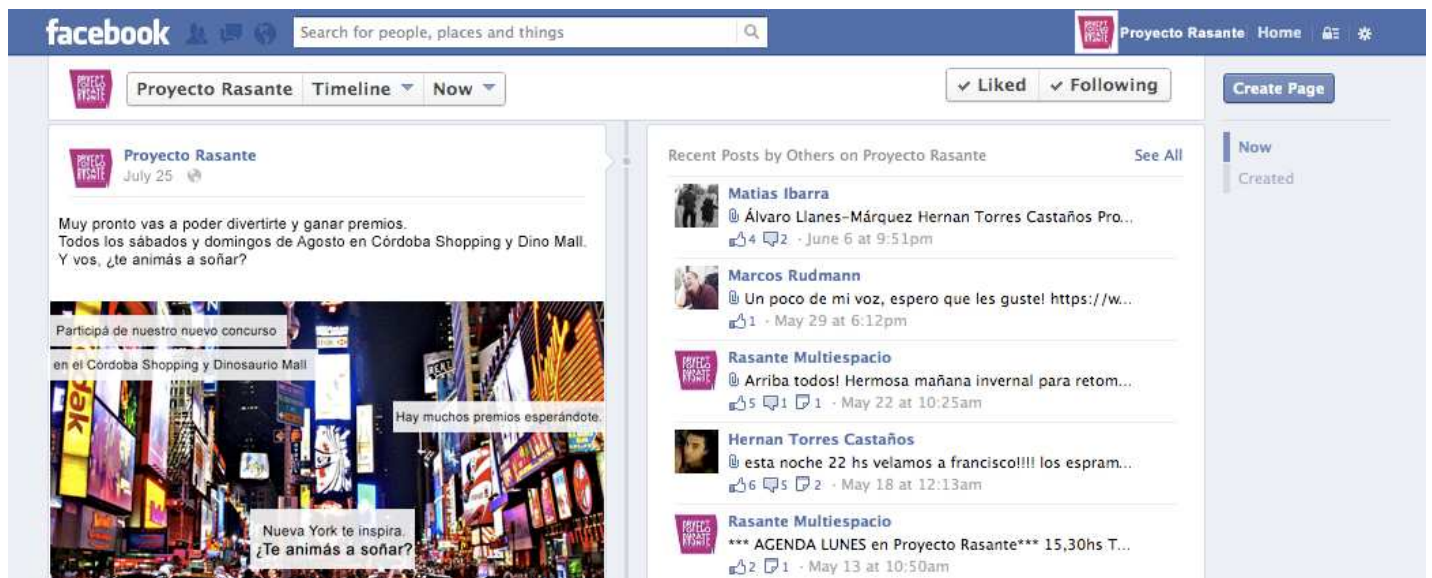 facebook
Search for people, places and things
Proyecto Rasante Home
Proyecto Rasante Timeline Now
Liked Following
Create Page
Now
Created
Proyecto Rasante
July 25
Muy pronto vas a poder divertirte y ganar premios.
Todos los sábados y domingos de Agosto en Córdoba Shopping y Dino Mall.
Y vos, ¿te animás a soñar?
Participá de nuestro nuevo concurso
en el Córdoba Shopping y Dinosaurio Mall
Hay muchos premios esperándote.
Nueva York te inspira.
¿Te animás a soñar?
Recent Posts by Others on Proyecto Rasante See All
Matias Ibarra
Álvaro Llanes-Márquez Hernan Torres Castaños Pro...
4 2 · June 6 at 9:51pm
Marcos Rudmann
Un poco de mi voz, espero que les guste! https://w...
1 · May 29 at 6:12pm
Rasante Multiespacio
Arriba todos! Hermosa mañana invernal para retom...
5 1 1 · May 22 at 10:25am
Hernan Torres Castaños
esta noche 22 hs velamos a francisco!!!! los espram...
6 5 2 · May 18 at 12:13am
Rasante Multiespacio
*** AGENDA LUNES en Proyecto Rasante*** 15,30hs T...
2 1 · May 13 at 10:50am